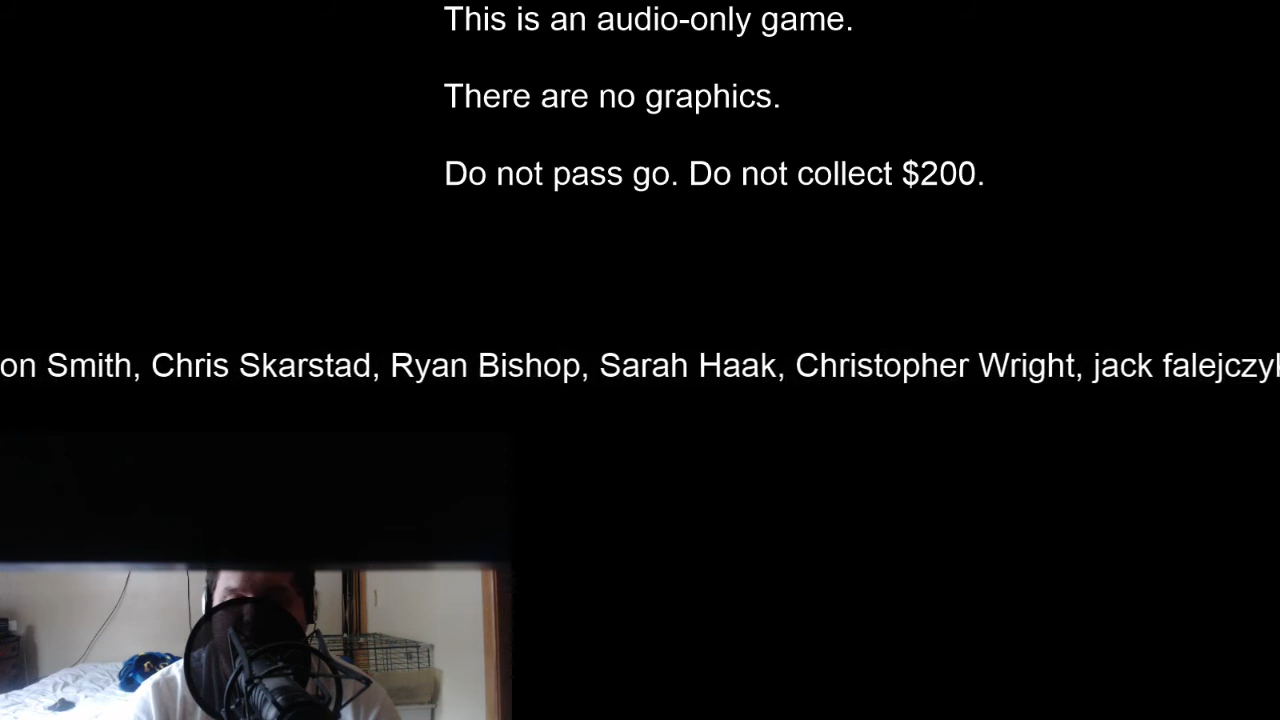 This is an audio-only game.
There are no graphics.
Do not pass go. Do not collect $200.
on Smith, Chris Skarstad, Ryan Bishop, Sarah Haak, Christopher Wright, jack